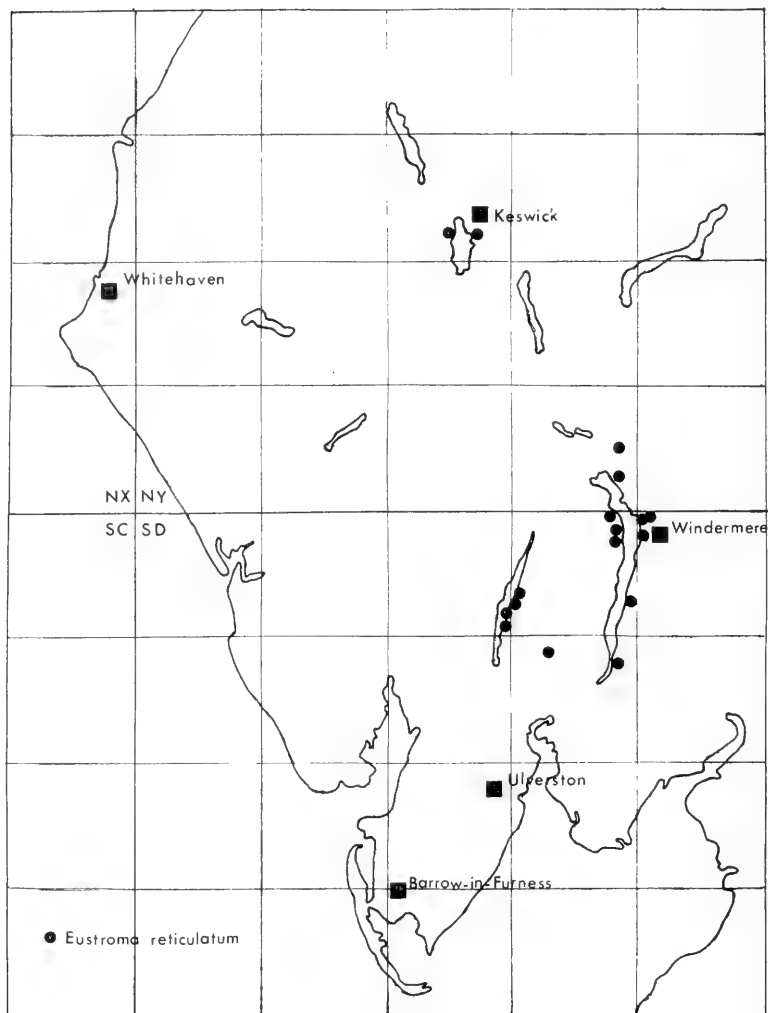 Keswick
Whitehaven
NX NY
SC SD
Windermere
Ulverston
Barrow-in-Furness
Eustroma reticulatum